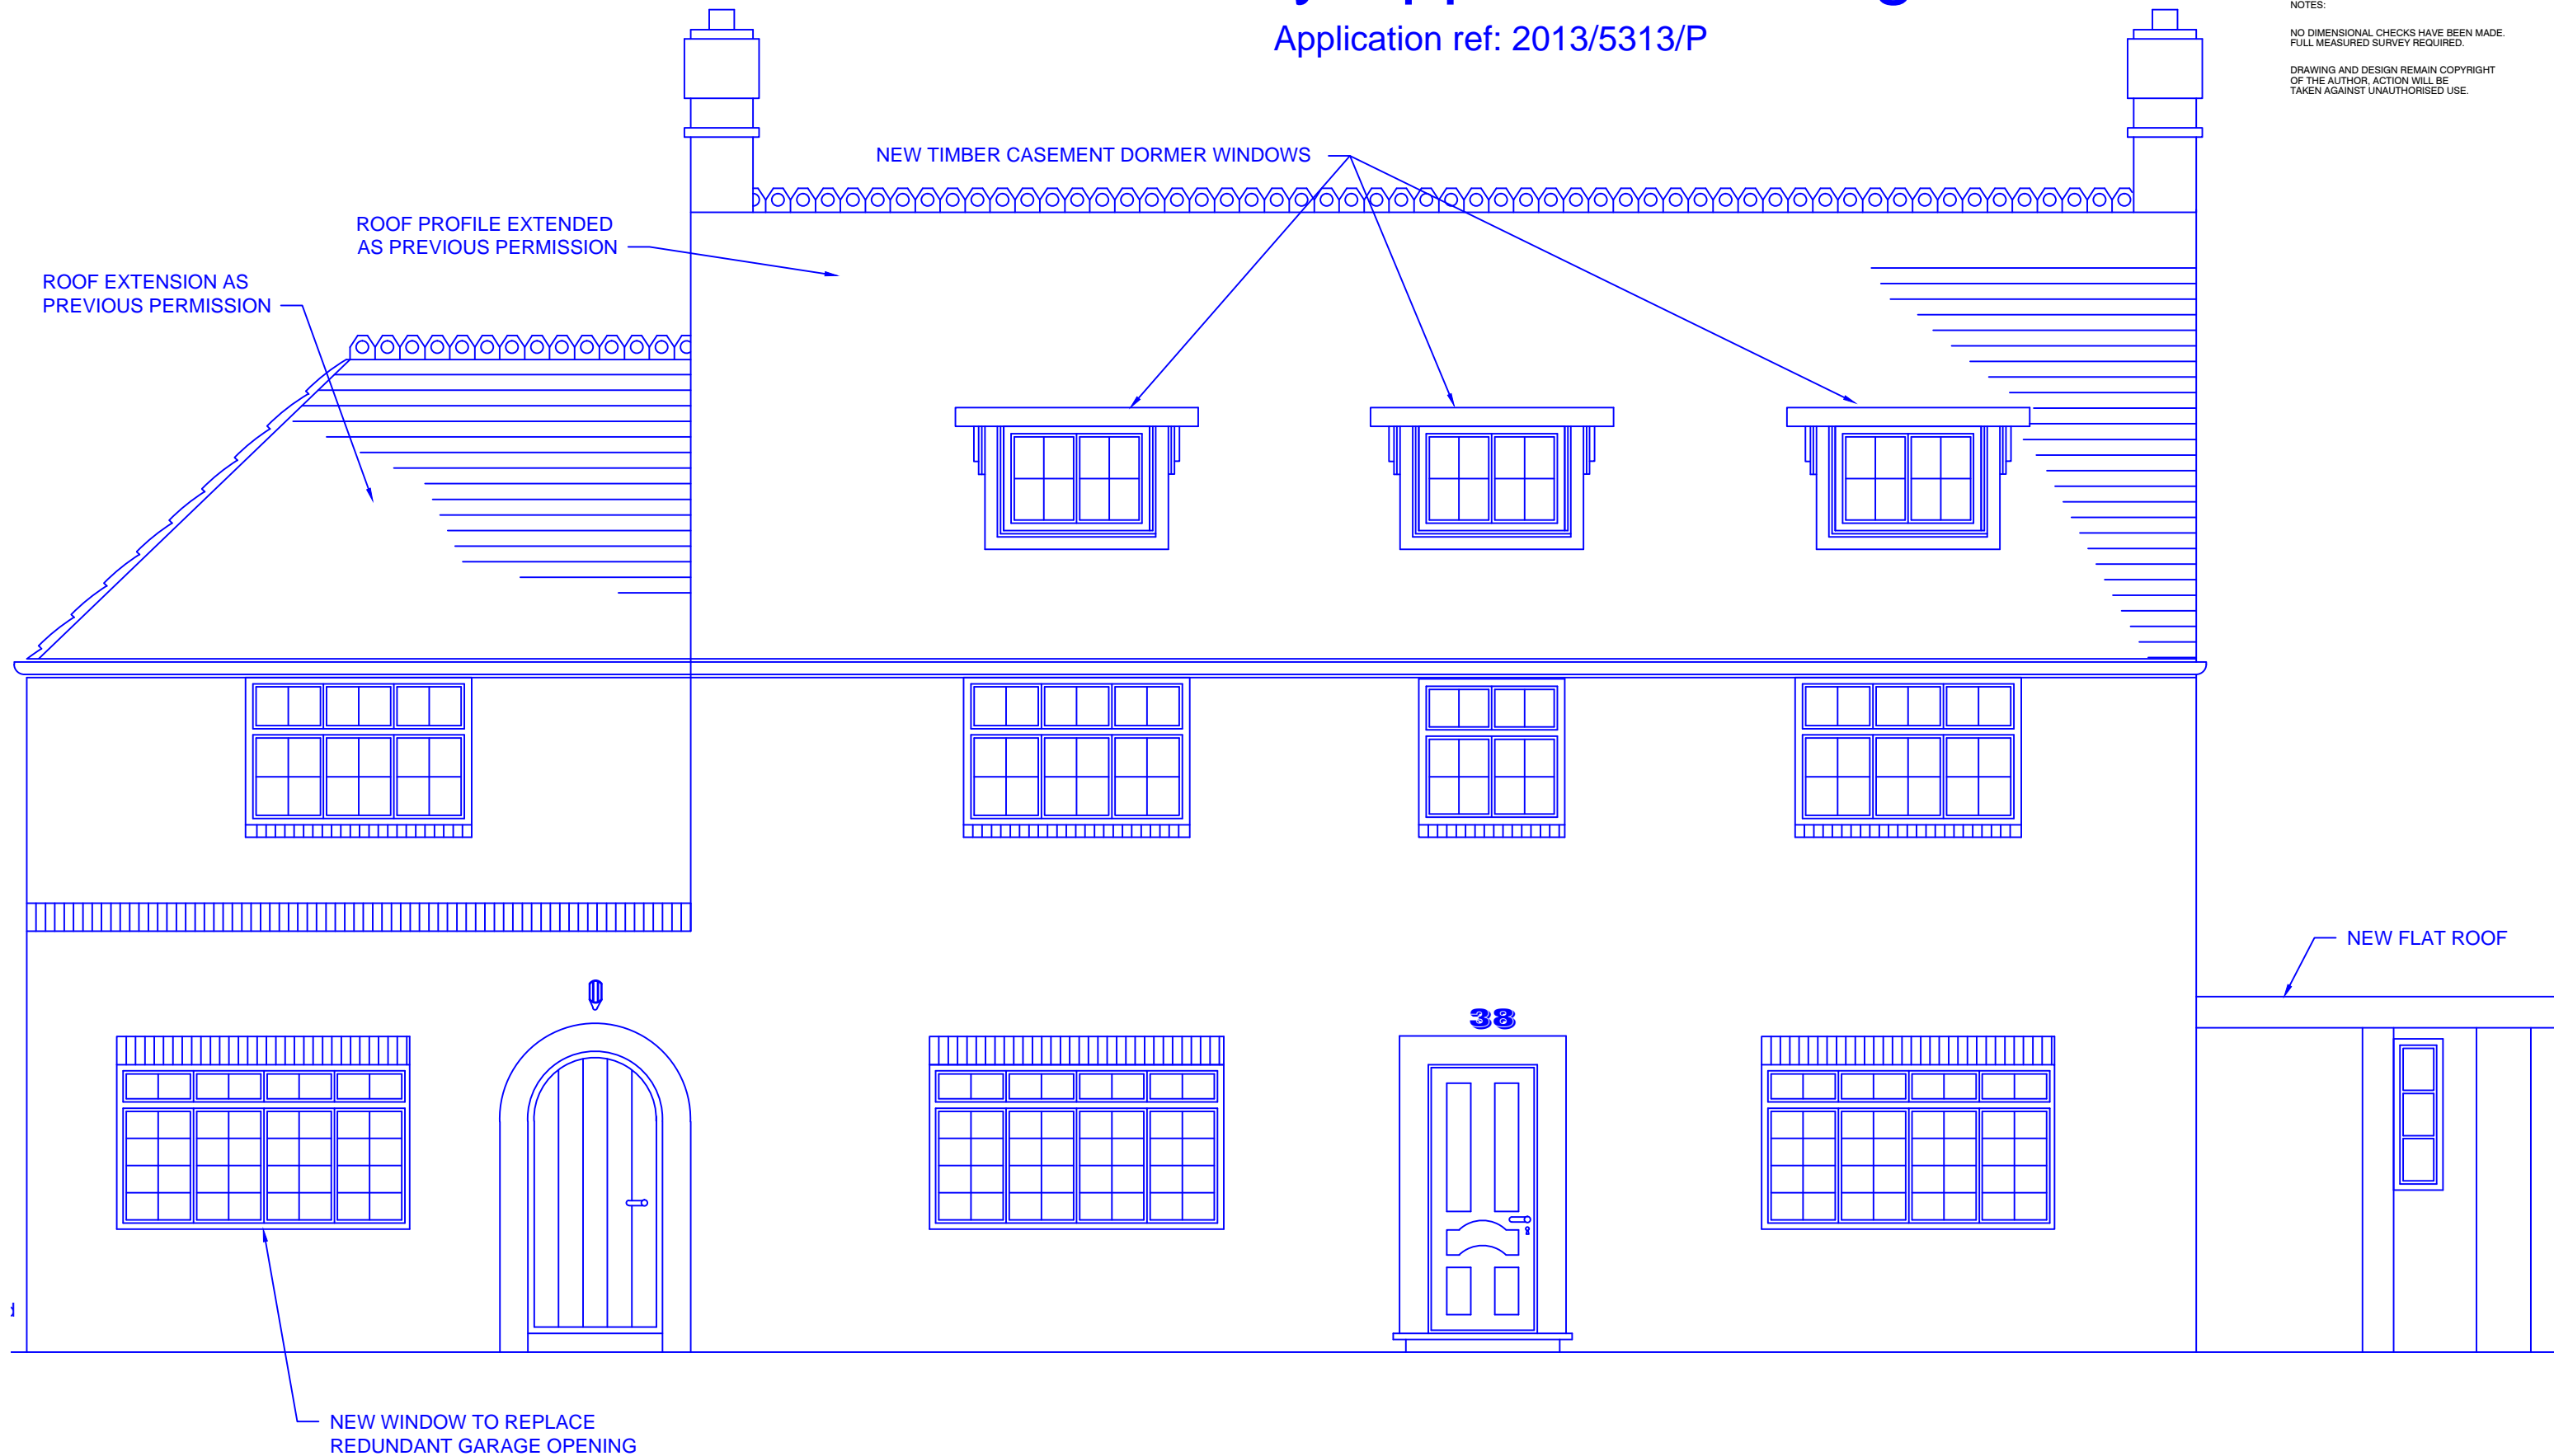 Application ref: 2013/5313/P
NOTES:
NO DIMENSIONAL CHECKS HAVE BEEN MADE.
FULL MEASURED SURVEY REQUIRED.
DRAWING AND DESIGN REMAIN COPYRIGHT
OF THE AUTHOR, ACTION WILL BE
TAKEN AGAINST UNAUTHORISED USE.
NEW TIMBER CASEMENT DORMER WINDOWS
ROOF PROFILE EXTENDED
AS PREVIOUS PERMISSION
ROOF EXTENSION AS
PREVIOUS PERMISSION
NEW FLAT ROOF
38
NEW WINDOW TO REPLACE
REDUNDANT GARAGE OPENING